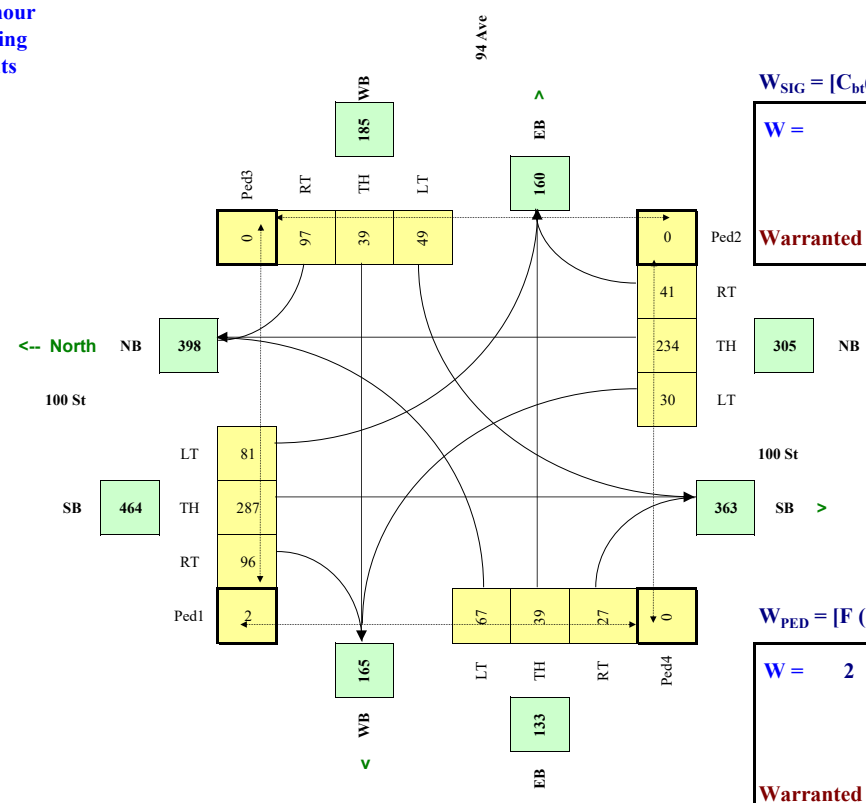 hour
ing
ts
94 Ave
WB
185
EB
160
^
Ped3
RT
TH
LT
0
97
39
49
0
Ped2
41
RT
234
TH
305
NB
30
LT
<-- North
NB
398
100 St
100 St
LT
81
SB
464
TH
287
RT
96
Ped1
2
363
SB
>
67
39
27
0
LT
TH
RT
Ped4
165
WB
v
133
EB
W_SIG = [C_bt(
W =
Warranted
W_PED = [F (
W = 2
Warranted